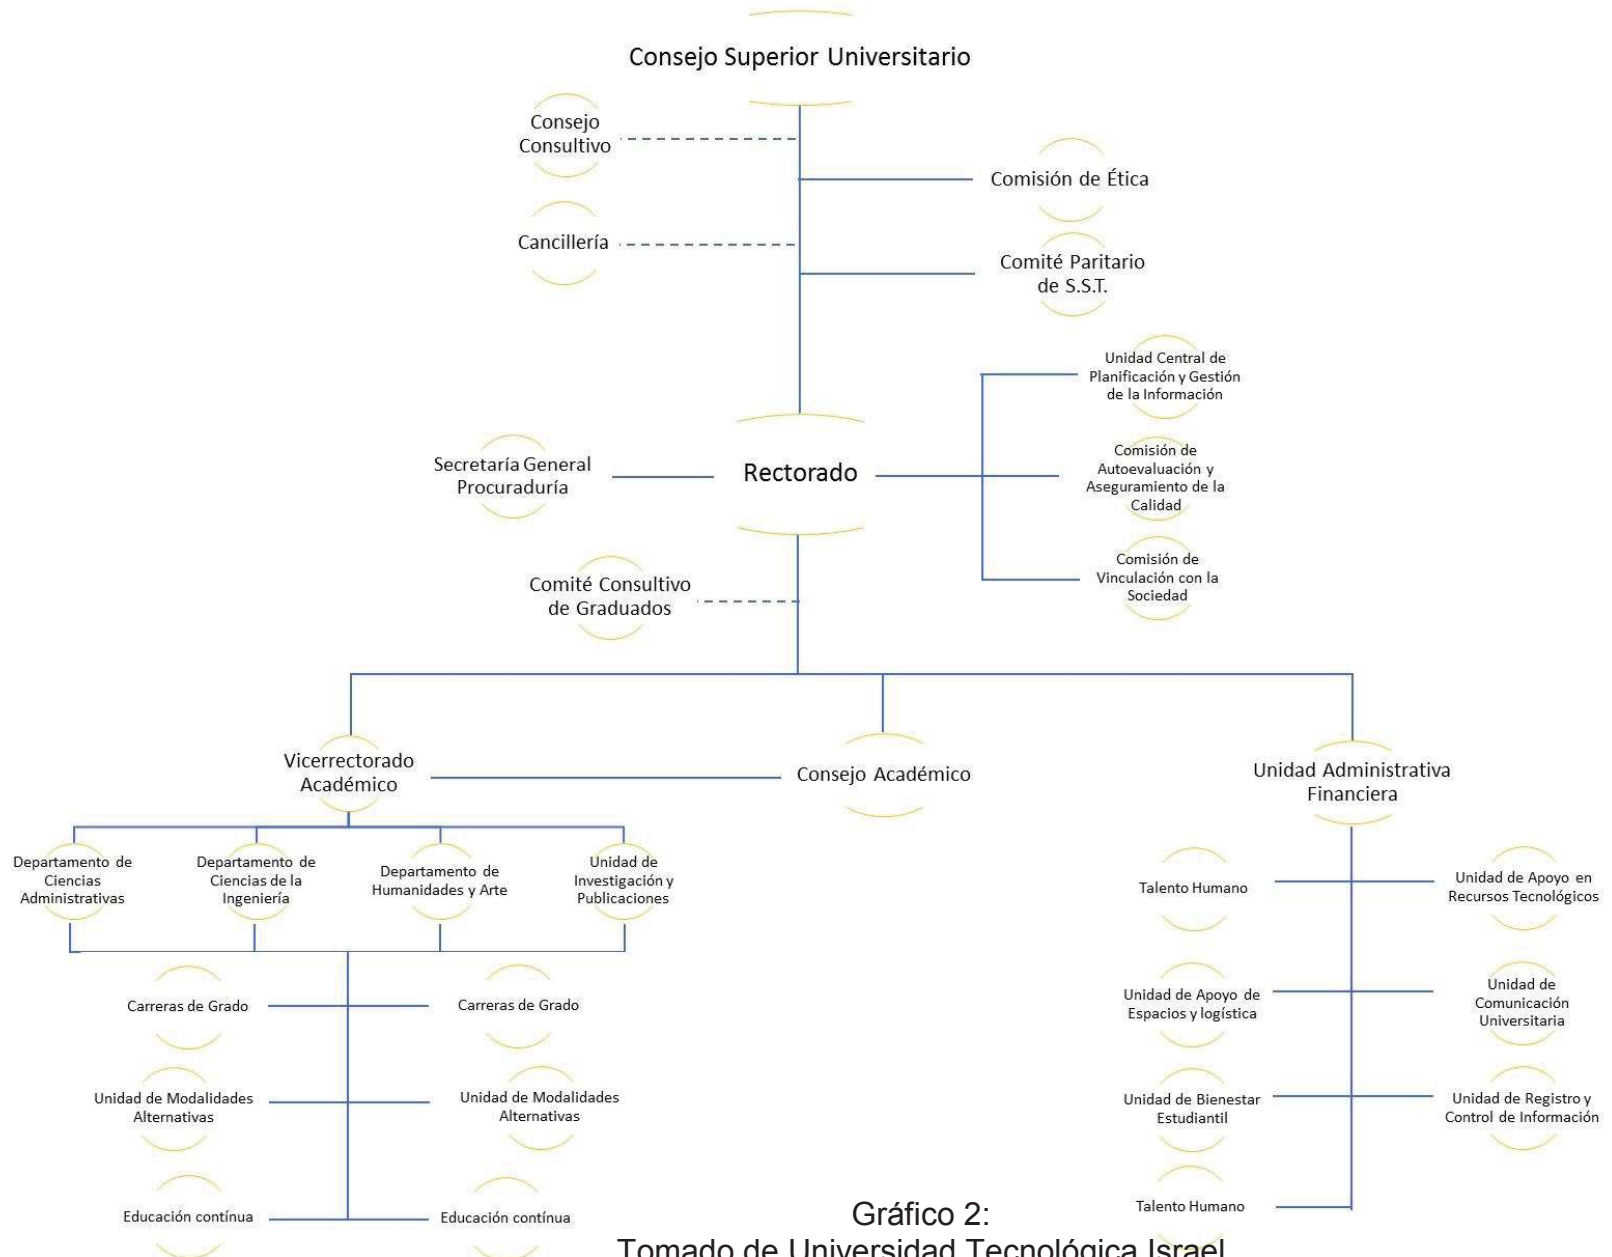 Consejo Superior Universitario
Consejo
Consultivo
Comisión de Ética
Cancillería
Comité Paritario
de S.S.T.
Unidad Central de
Planificación y Gestión
de la Información
Secretaría General
Procuraduría
Rectorado
Comisión de
Autoevaluación y
Aseguramiento de la
Calidad
Comisión de
Vinculación con la
Sociedad
Comité Consultivo
de Graduados
Vicerrectorado
Académico
Consejo Académico
Unidad Administrativa
Financiera
Departamento de
Ciencias
Administrativas
Departamento de
Ciencias de la
Ingeniería
Departamento de
Humanidades y Arte
Unidad de
Investigación y
Publicaciones
Talento Humano
Unidad de Apoyo en
Recursos Tecnológicos
Carreras de Grado
Carreras de Grado
Unidad de Apoyo de
Espacios y logística
Unidad de
Comunicación
Universitaria
Unidad de Modalidades
Alternativas
Unidad de Modalidades
Alternativas
Unidad de Bienestar
Estudiantil
Unidad de Registro y
Control de Información
Educación contínua
Educación contínua
Talento Humano
Gráfico 2:
Tomado de Universidad Tecnológica Israel